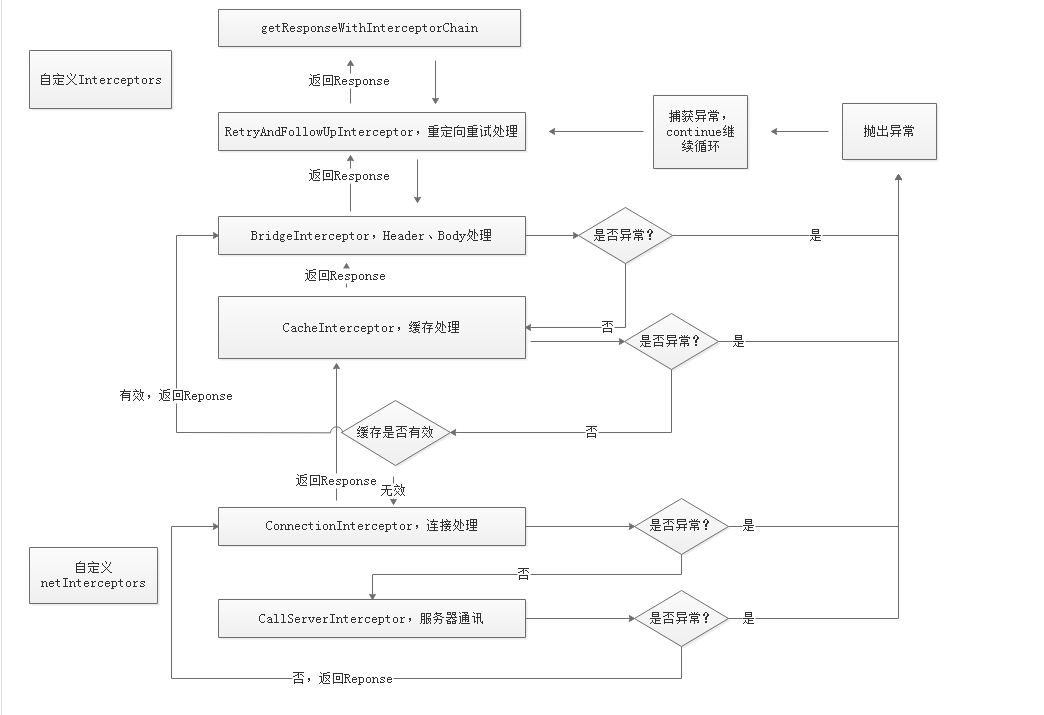 getResponseWithInterceptorChain
自定义Interceptors
返回Response
RetryAndFollowUpInterceptor，重定向重试处理
捕获异常，
continue继
续循环
抛出异常
返回Response
BridgeInterceptor，Header、Body处理
是否异常？
是
返回Response
CacheInterceptor，缓存处理
否
是否异常？
是
有效，返回Reponse
缓存是否有效
否
返回Response
无效
ConnectionInterceptor，连接处理
是否异常？
是
自定义
netInterceptors
否
CallServerInterceptor，服务器通讯
是否异常？
是
否，返回Reponse